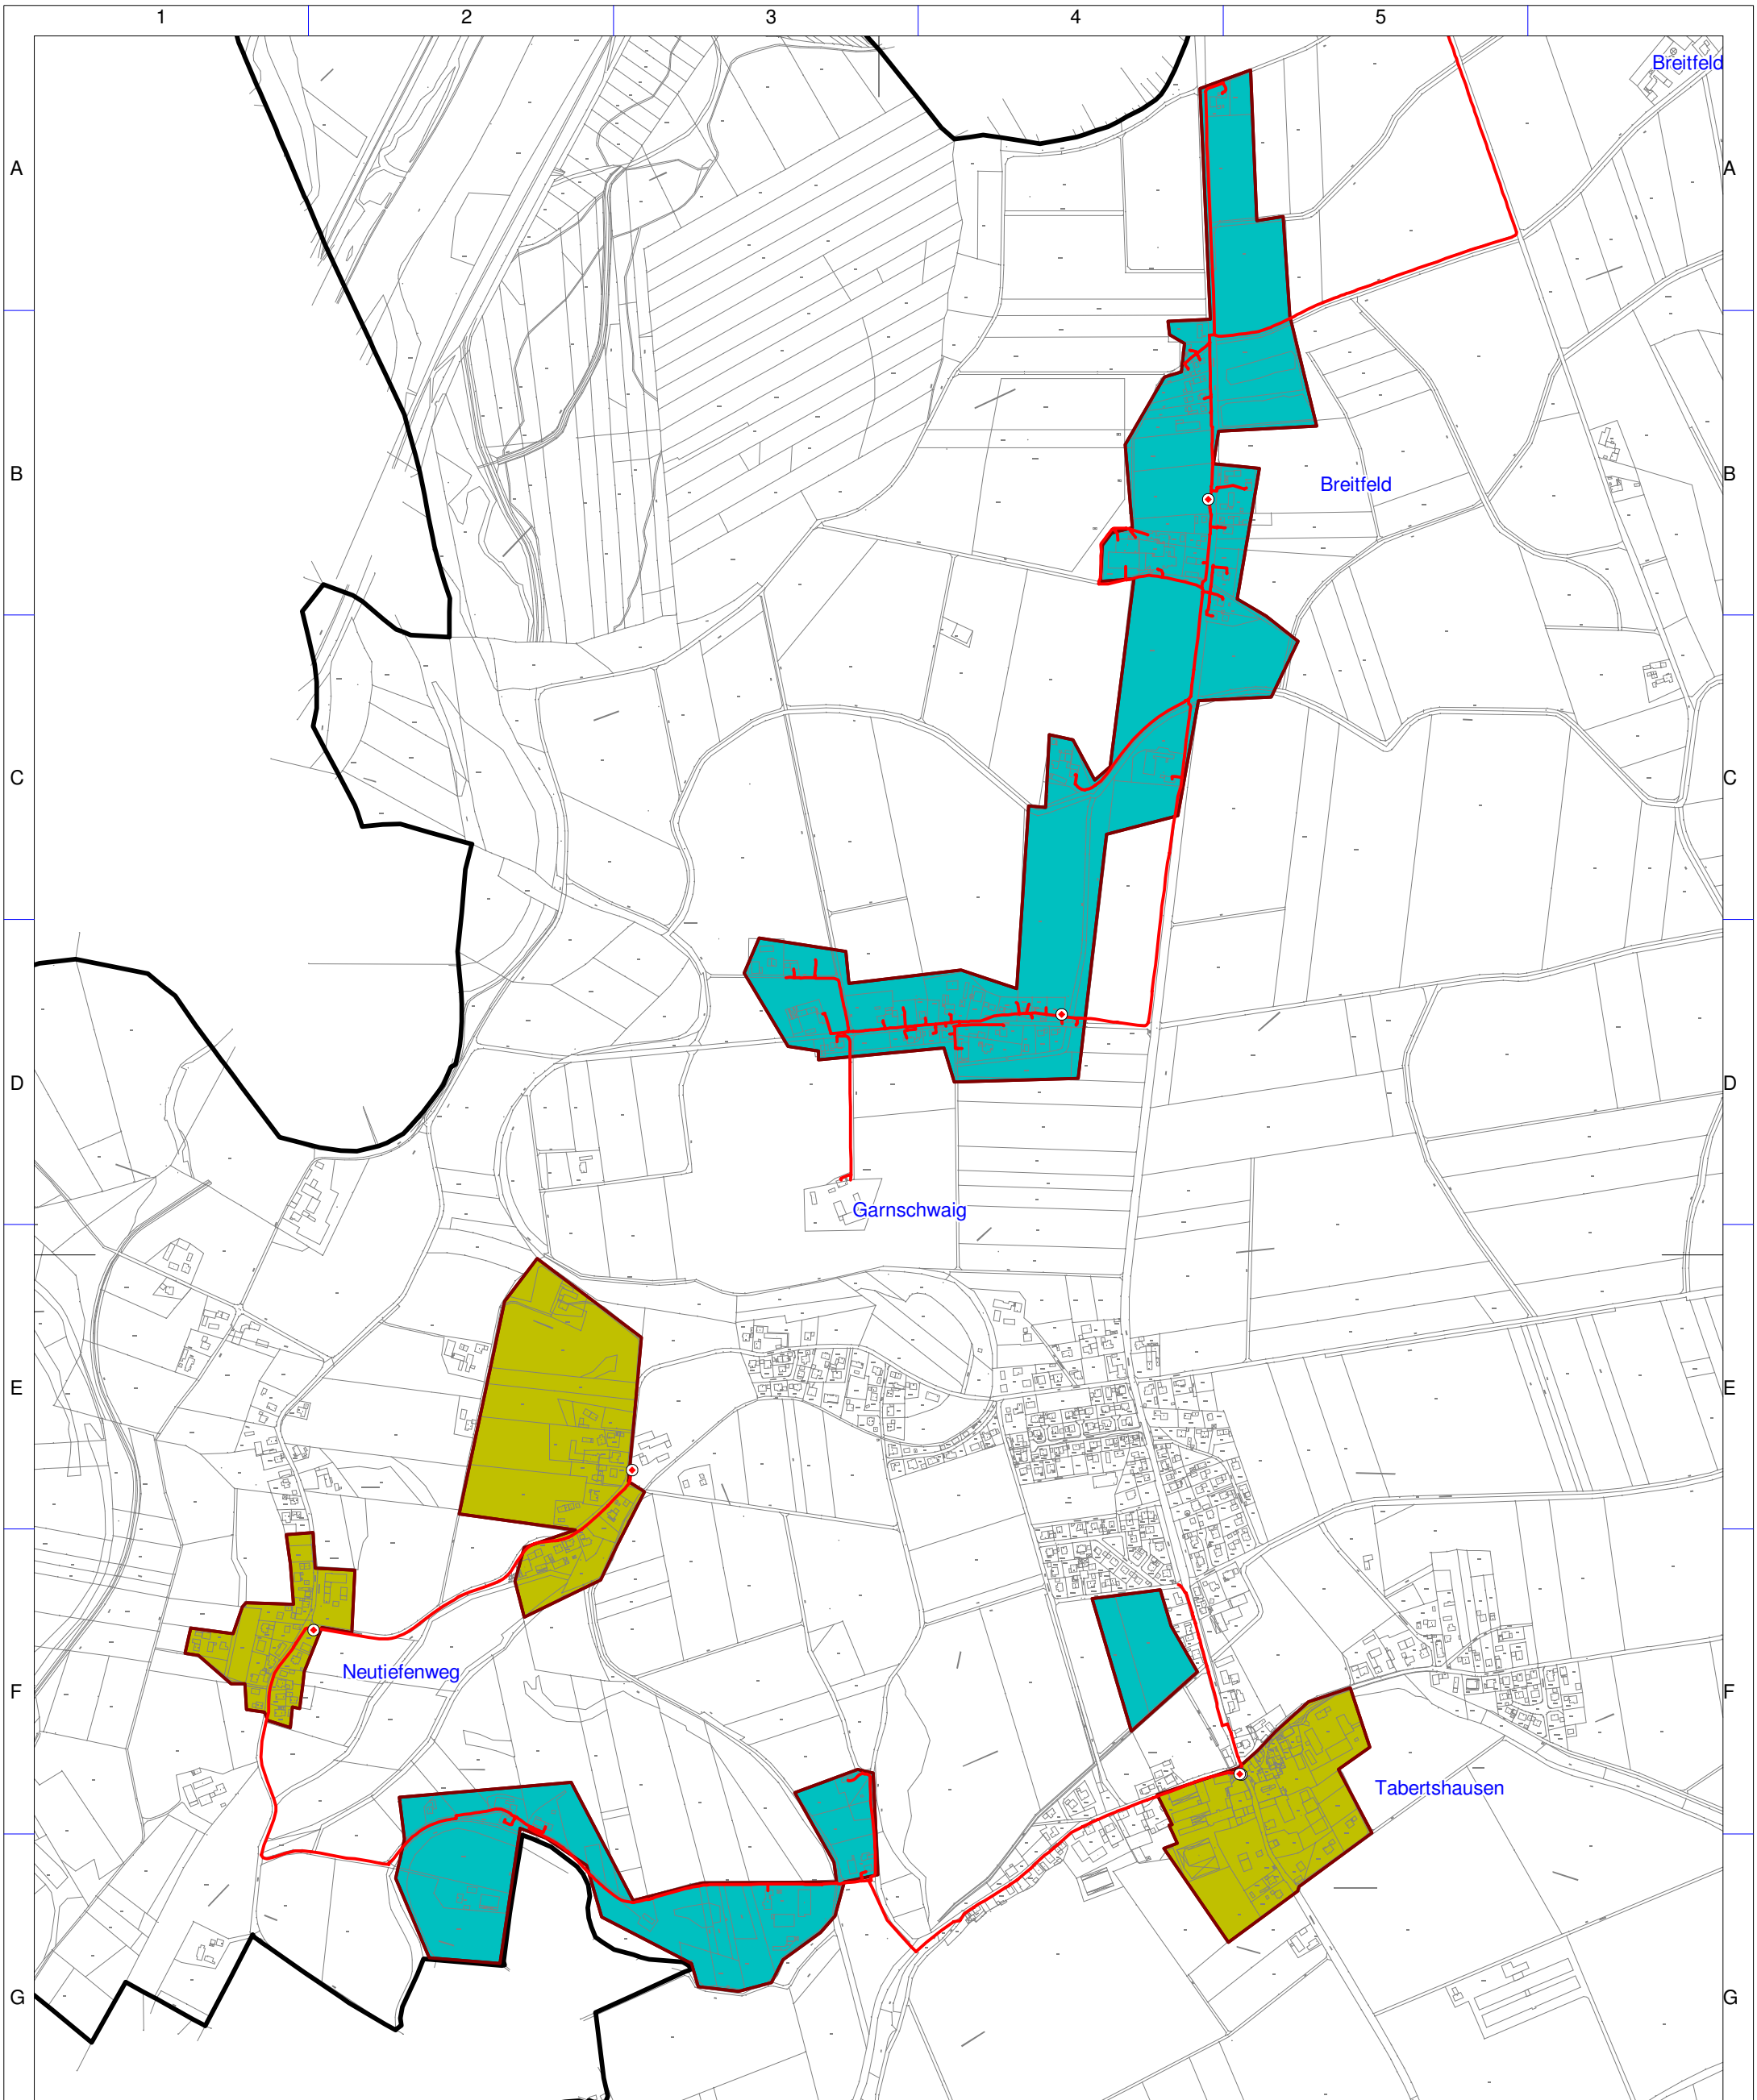 1 2 3 4 5
Breitfeld
A A
B B
Breitfeld
C C
D D
Garnschwaig
E E
Neutiefenweg
F F
Tabertshausen
G G